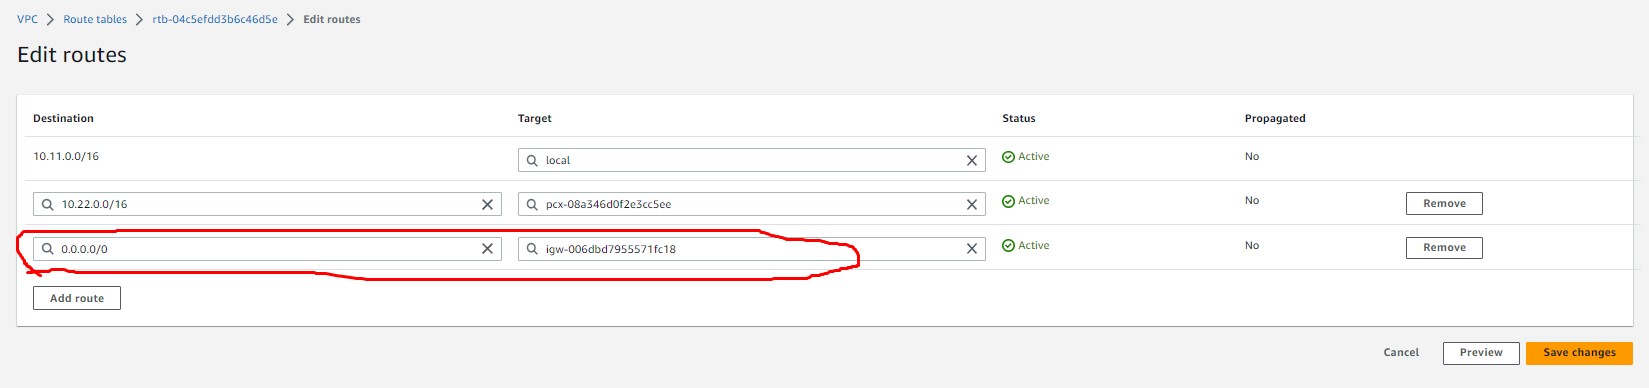 VPC > Route tables > rtb-04c5efdd3b6c46d5e > Edit routes
Edit routes
Destination Target Status Propagated
10.11.0.0/16 local Active No
10.22.0.0/16 pcx-08a346d0f2e3cc5ee Active No Remove
0.0.0.0/0 igw-006dbd7955571fc18 Active No Remove
Add route
Cancel Preview Save changes